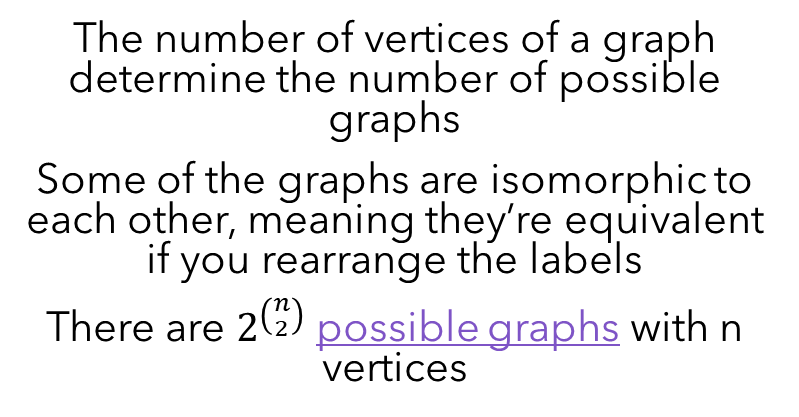 The number of vertices of a graph
determine the number of possible
graphs
Some of the graphs are isomorphic to
each other, meaning they’re equivalent
if you rearrange the labels
There are 2^(n 2) possible graphs with n
vertices